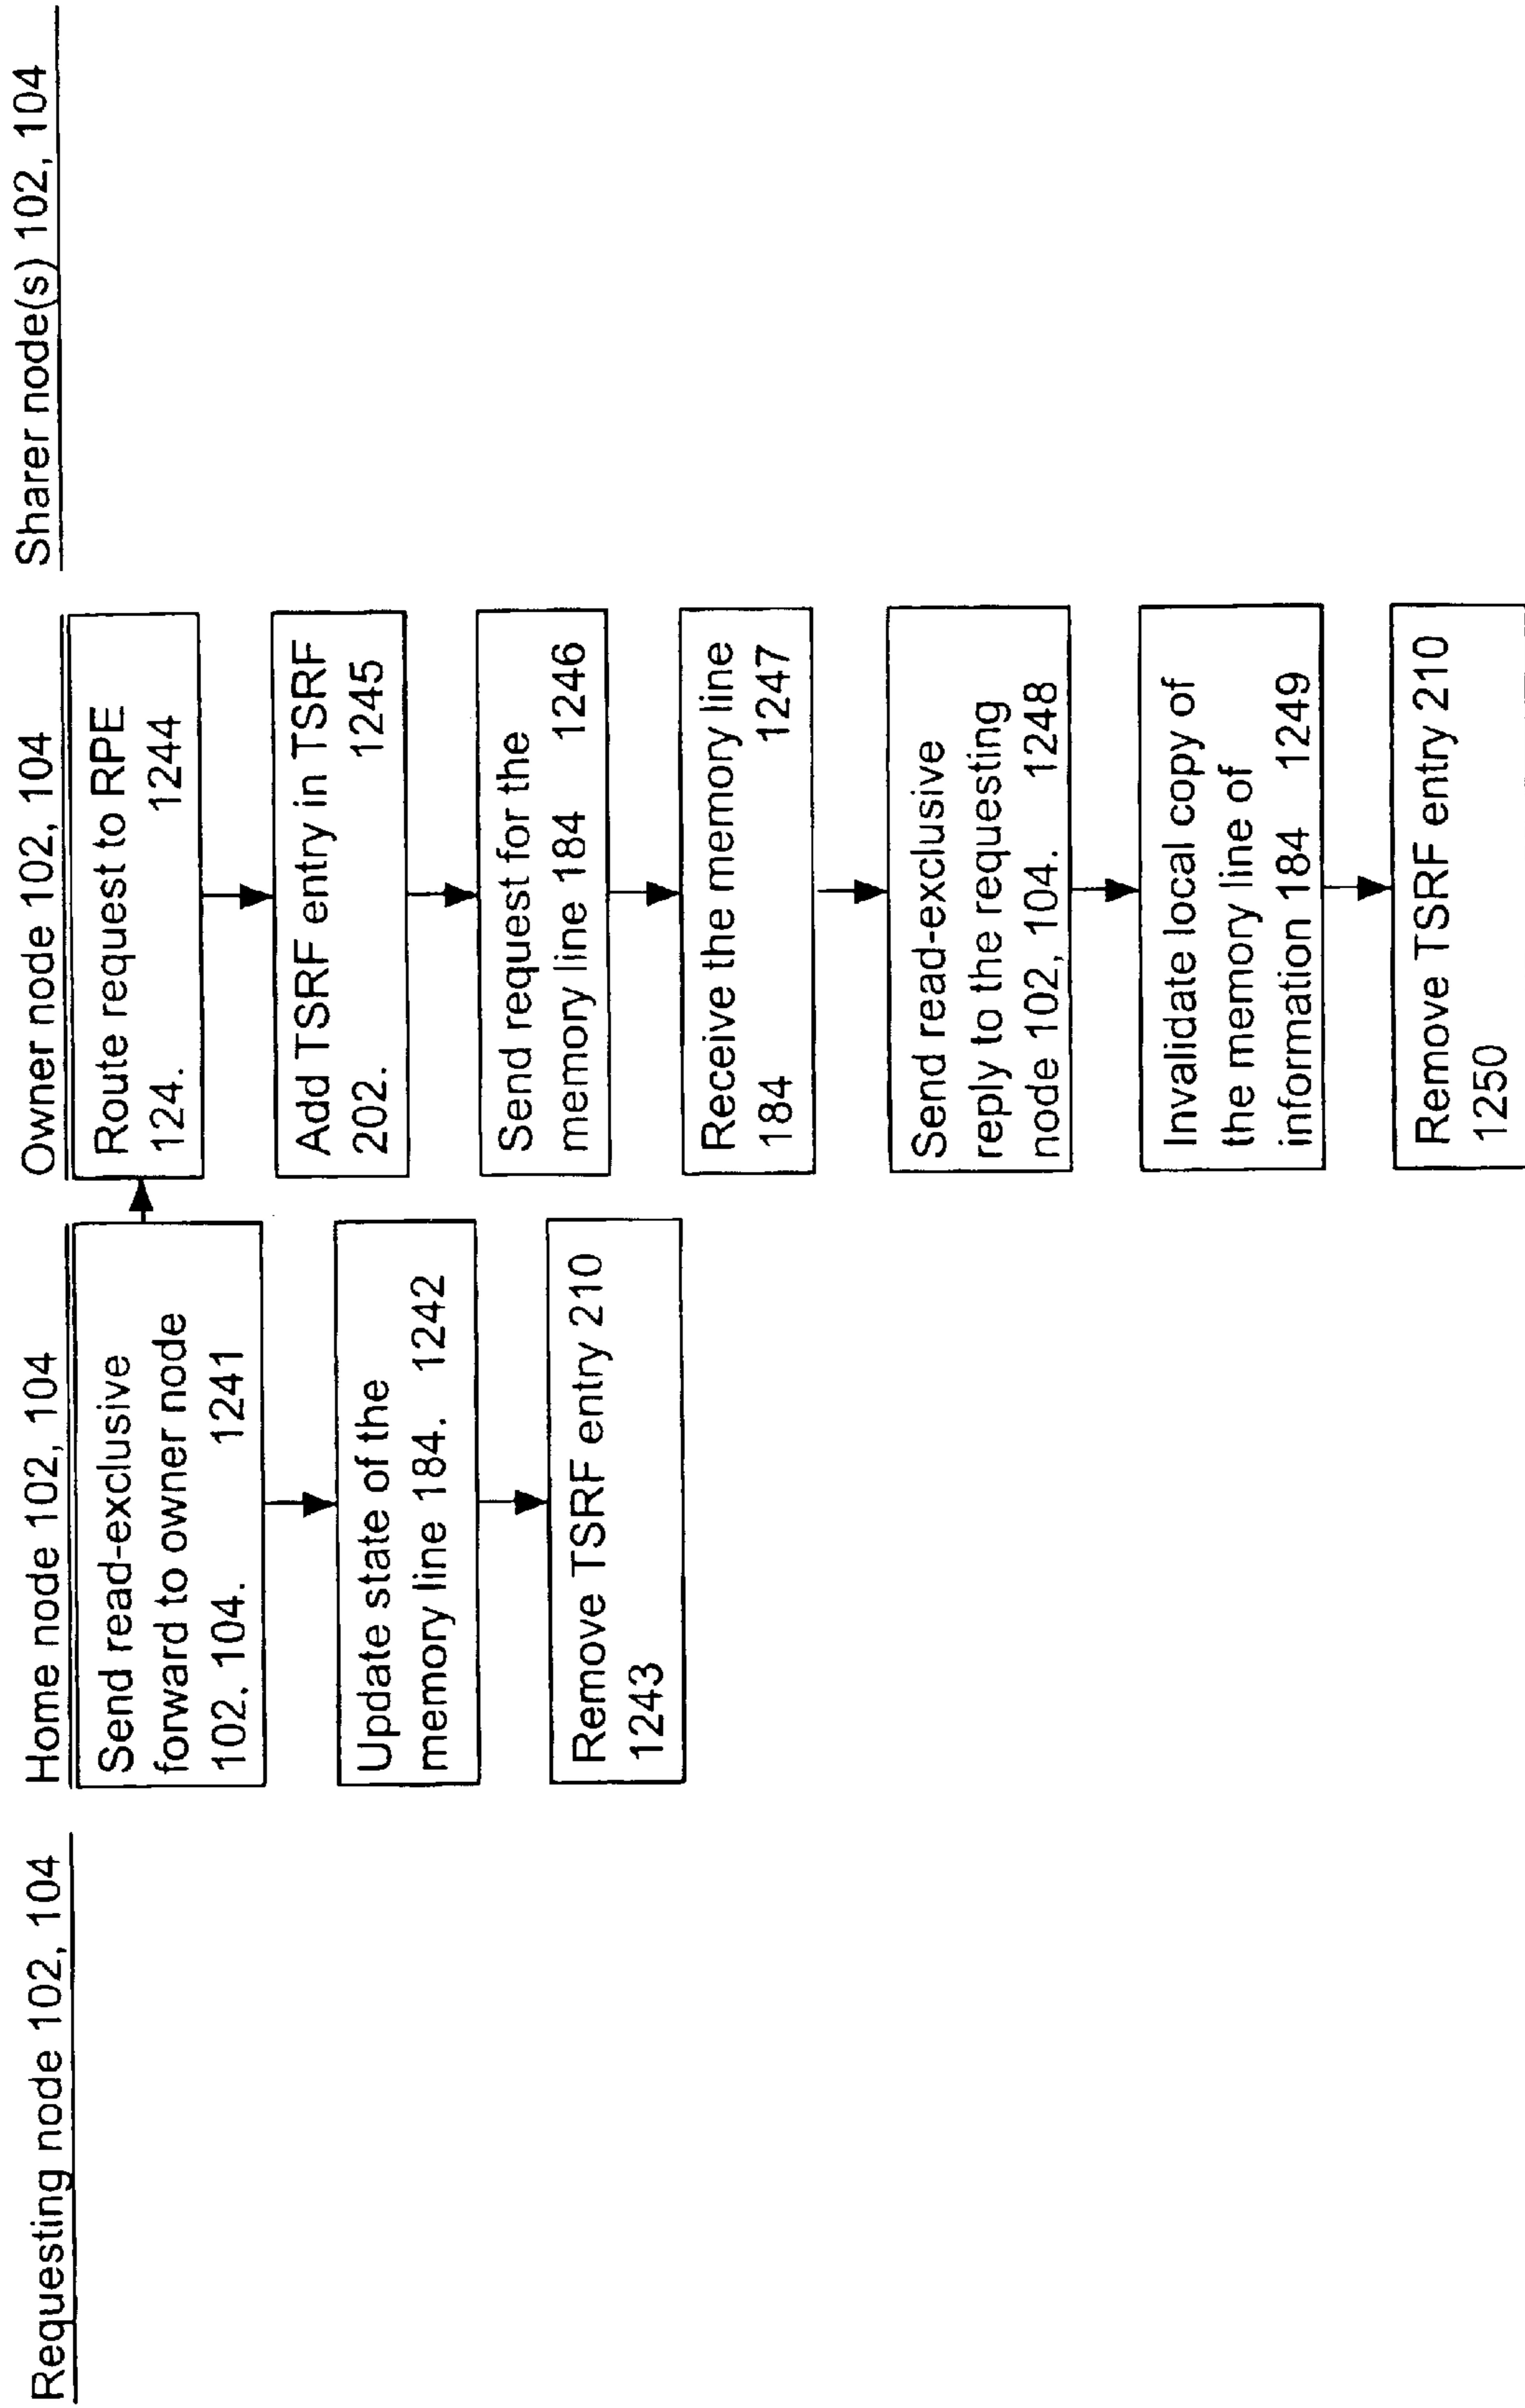 Requesting node 102, 104
Home node 102, 104
Send read-exclusive
forward to owner node
102. 104. 1241
Update state of the
memory line 184. 1242
Remove TSRF entry 210
1243
Owner node 102, 104
Route request to RPE
124. 1244
Add TSRF entry in TSRF
202. 1245
Send request for the
memory line 184 1246
Receive the memory line
184 1247
Send read-exclusive
reply to the requesting
node 102, 104. 1248
Invalidate local copy of
the memory line of
information 184 1249
Remove TSRF entry 210
1250
Sharer node(s) 102, 104